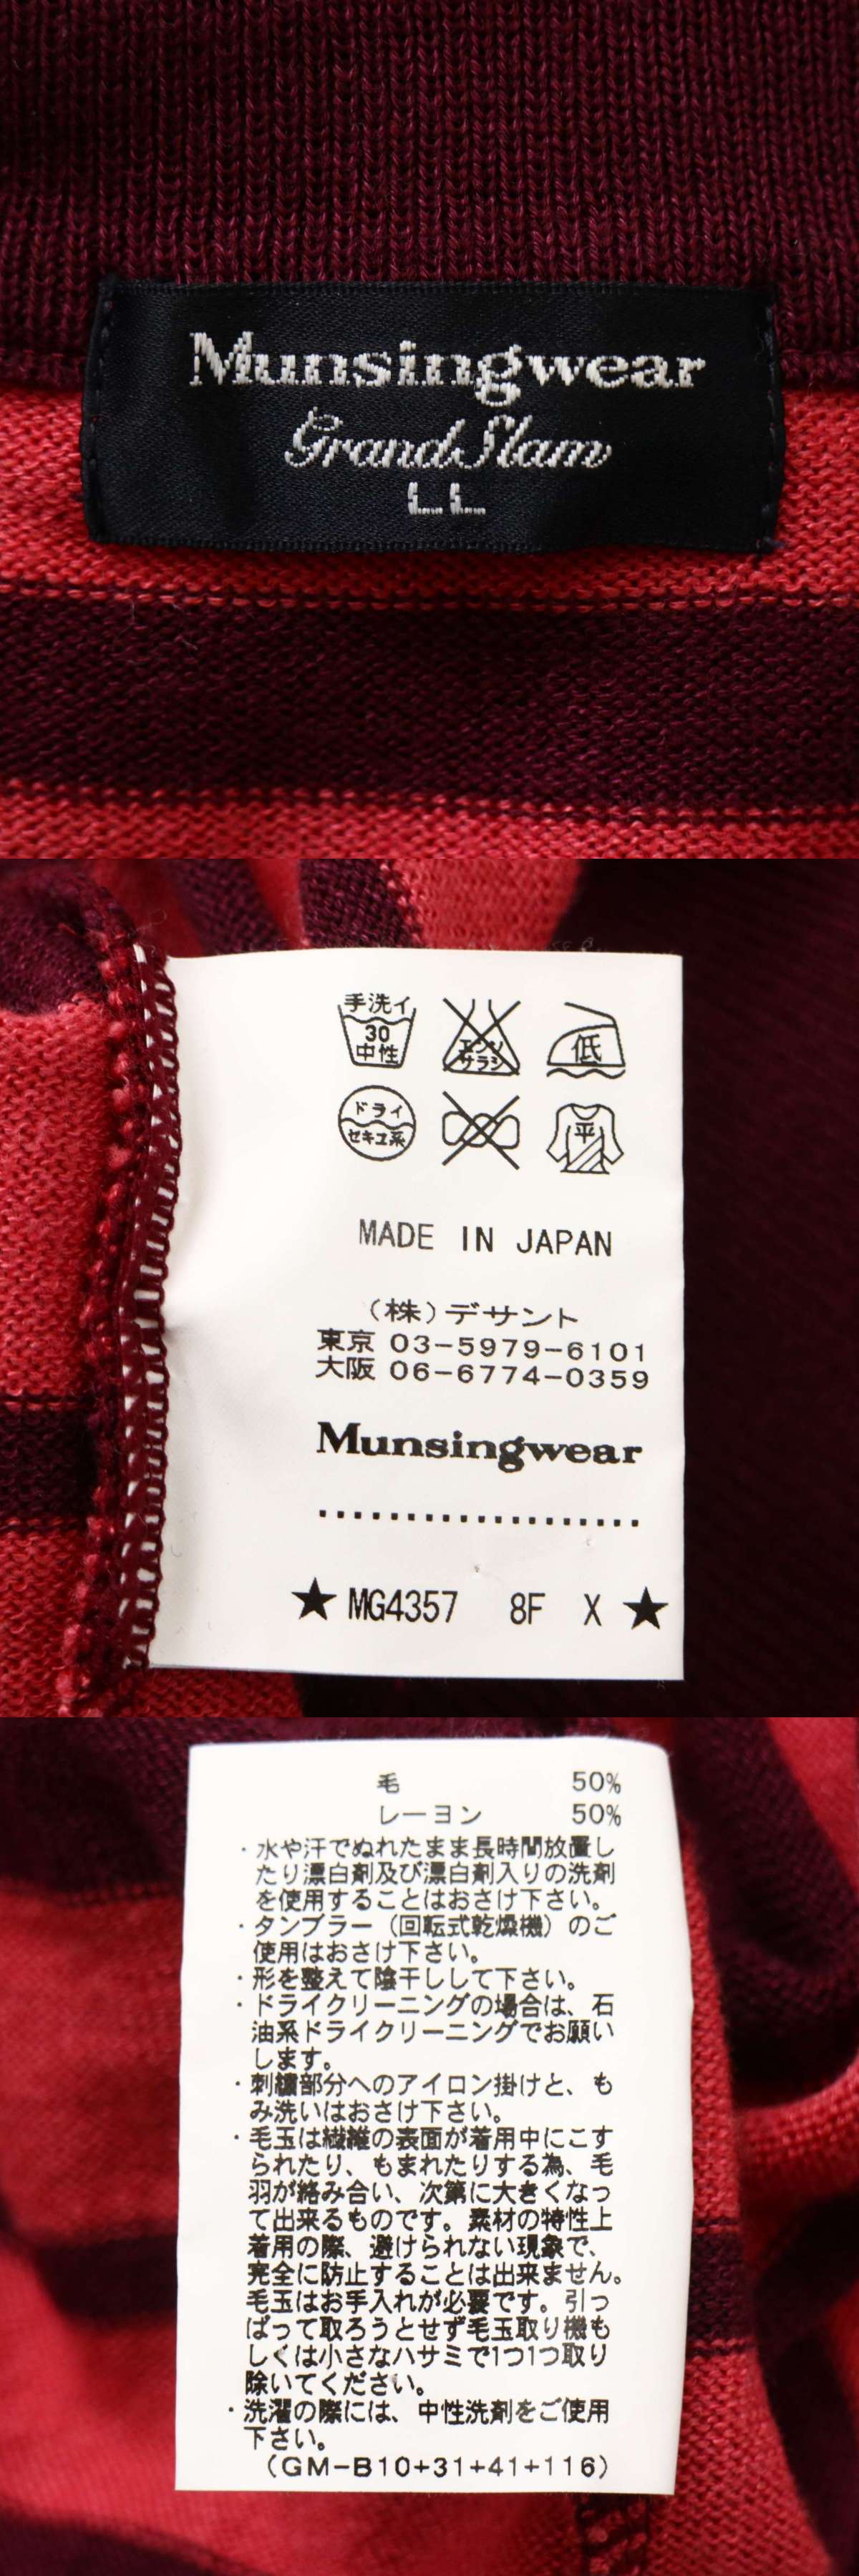 Munsingwear
Grand Slam
LL
手洗イ
30
中性
エンソ
サラシ
低
ドライ
セキユ系
平
MADE IN JAPAN
(株)デサント
東京 03-5979-6101
大阪 06-6774-0359
Munsingwear
★ MG4357 8F X ★
毛 50%
レーヨン 50%
・水や汗でぬれたまま長時間放置し
たり漂白剤及び漂白剤入りの洗剤
を使用することはおさけ下さい。
・タンブラー(回転式乾燥機)のご
使用はおさけ下さい。
・形を整えて陰干しして下さい。
・ドライクリーニングの場合は、石
油系ドライクリーニングでお願い
します。
・刺繍部分へのアイロン掛けと、も
み洗いはおさけ下さい。
・毛玉は繊維の表面が着用中にこす
られたり、もまれたりする為、毛
羽が絡み合い、次第に大きくなっ
て出来るものです。素材の特性上
着用の際、避けられない現象で、
完全に防止することは出来ません。
毛玉はお手入れが必要です。引っ
ぱって取ろうとせず毛玉取り機も
しくは小さなハサミで1つ1つ取り
除いてください。
・洗濯の際には、中性洗剤をご使用
下さい。
(GM-B10+31+41+116)